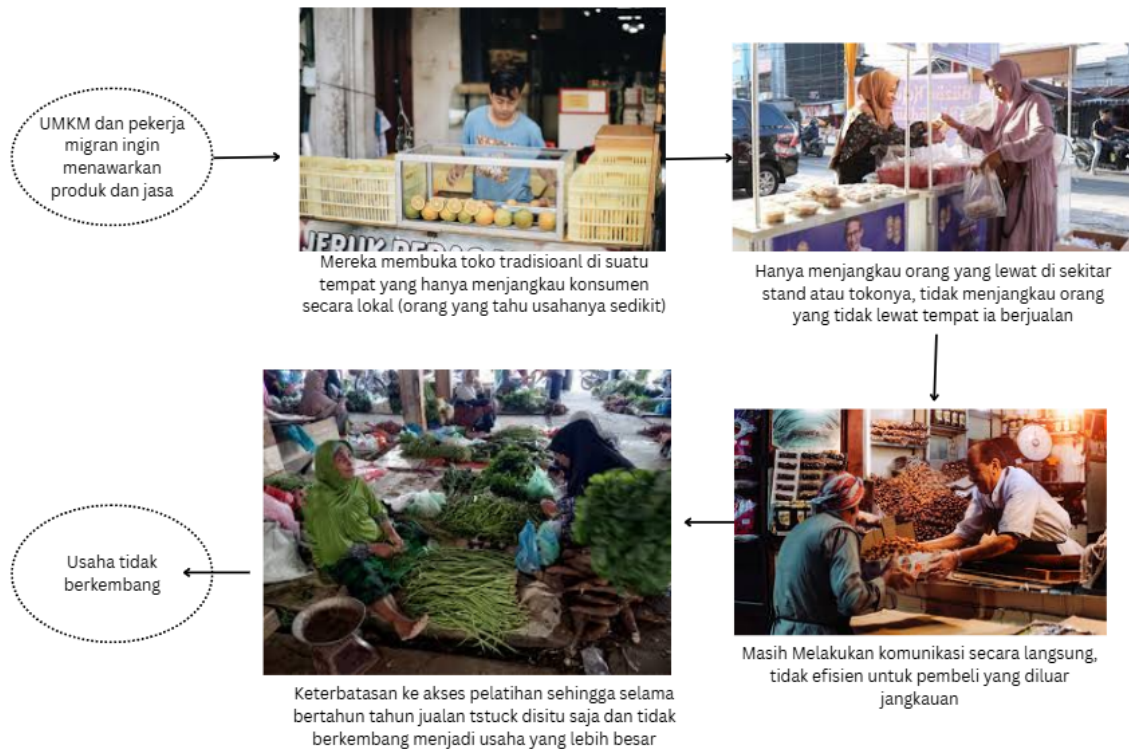 UMKM dan pekerja
migran ingin
menawarkan
produk dan jasa
JERUK PERAS
Mereka membuka toko tradisioanl di suatu
tempat yang hanya menjangkau konsumen
secara lokal (orang yang tahu usahanya sedikit)
Hanya menjangkau orang yang lewat di sekitar
stand atau tokonya, tidak menjangkau orang
yang tidak lewat tempat ia berjualan
Masih Melakukan komunikasi secara langsung,
tidak efisien untuk pembeli yang diluar
jangkauan
Keterbatasan ke akses pelatihan sehingga selama
bertahun tahun jualan tstuck disitu saja dan tidak
berkembang menjadi usaha yang lebih besar
Usaha tidak
berkembang